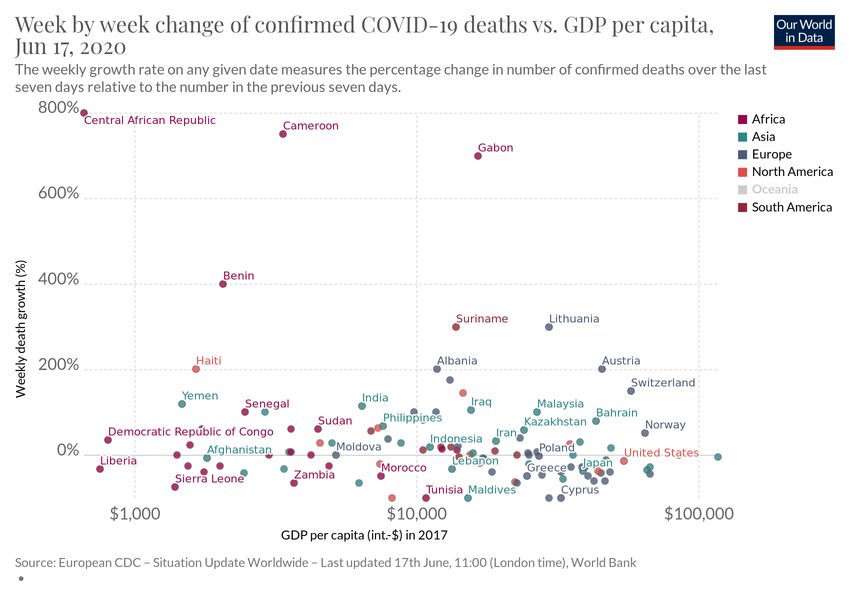 Week by week change of confirmed COVID-19 deaths vs. GDP per capita,
Jun 17, 2020
Our World
in Data
The weekly growth rate on any given date measures the percentage change in number of confirmed deaths over the last
seven days relative to the number in the previous seven days.
800%
Central African Republic
Cameroon
Gabon
600%
Benin
400%
Suriname
Lithuania
Haiti
Albania
Austria
200%
Switzerland
Yemen
Senegal
India
Iraq
Malaysia
Sudan
Philippines
Kazakhstan
Bahrain
Democratic Republic of Congo
Indonesia
Iran
Norway
0%
Afghanistan
Moldova
Poland
United States
Liberia
Lebanon
Greece
Japan
Sierra Leone
Zambia
Morocco
Tunisia
Maldives
Cyprus
Africa
Asia
Europe
North America
Oceania
South America
Weekly death growth (%)
$1,000
$10,000
$100,000
GDP per capita (int.-$) in 2017
Source: European CDC – Situation Update Worldwide – Last updated 17th June, 11:00 (London time), World Bank